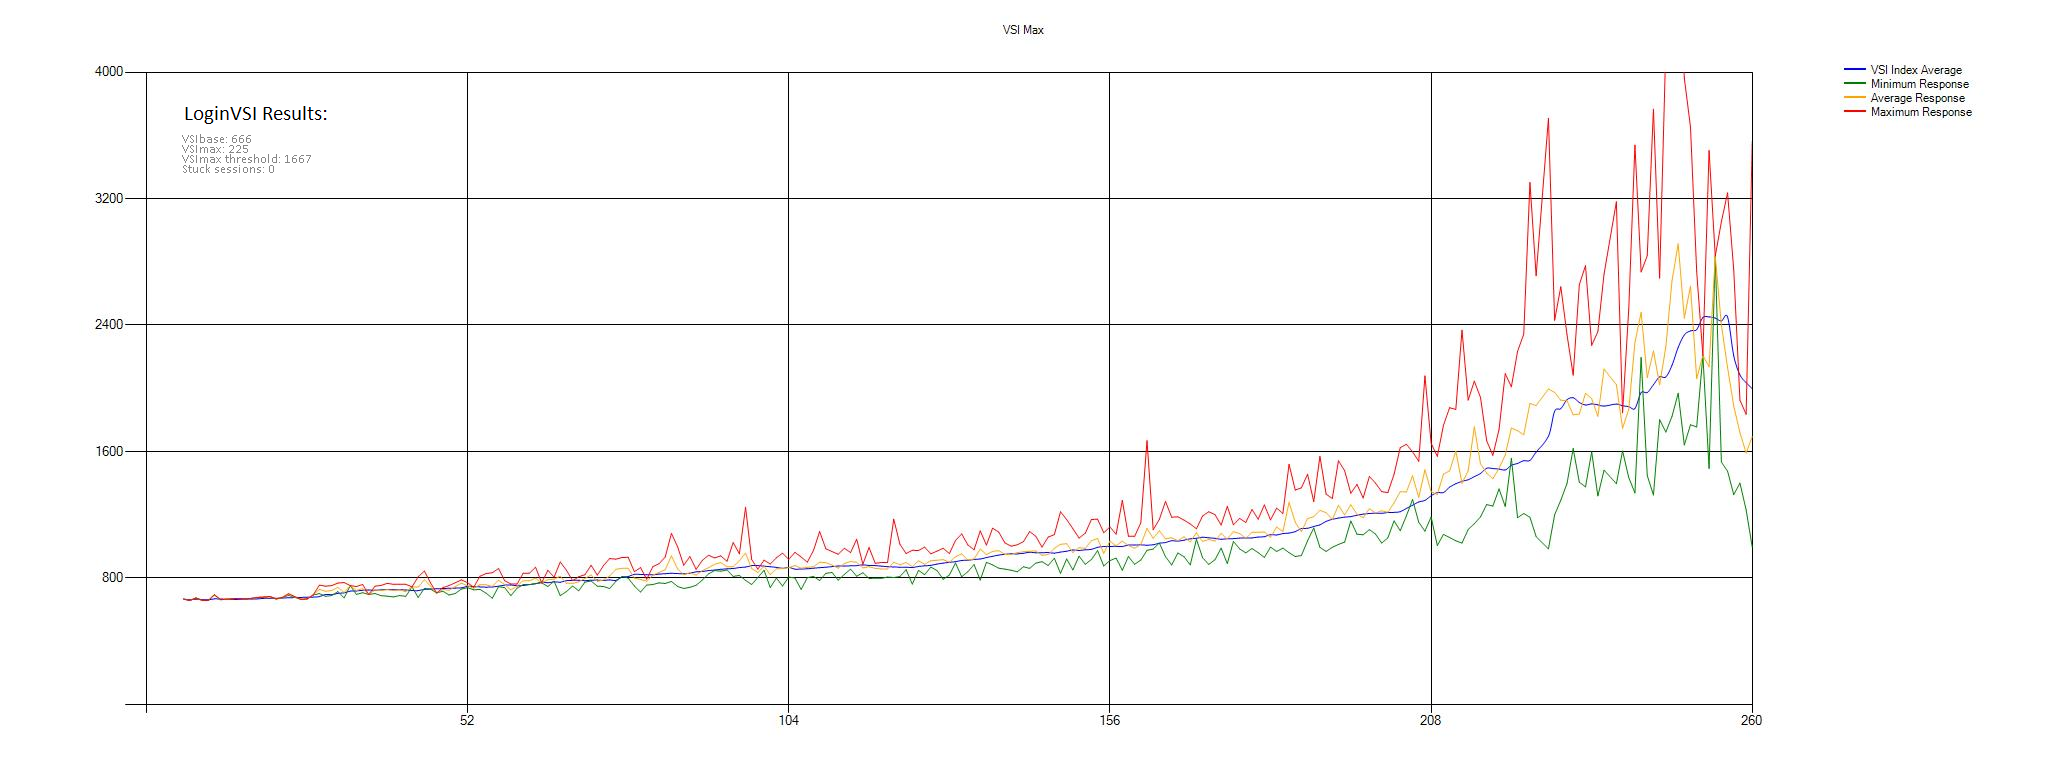 VSI Max
4000
3200
2400
1600
800
LoginVSI Results:
VSIbase: 666
VSImax: 225
VSImax threshold: 1667
Stuck sessions: 0
VSI Index Average
Minimum Response
Average Response
Maximum Response
52
104
156
208
260